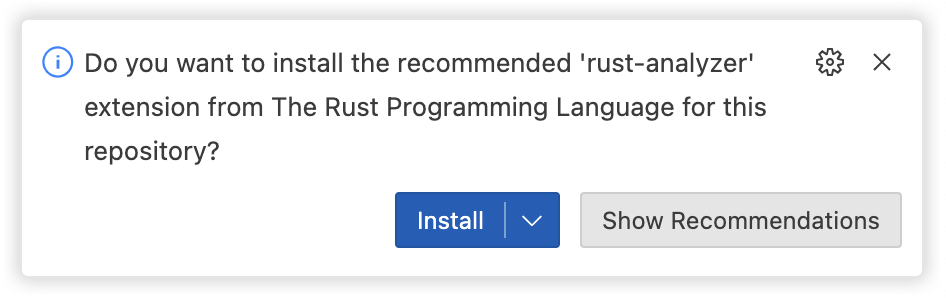 Do you want to install the recommended 'rust-analyzer'
extension from The Rust Programming Language for this
repository?
Install
Show Recommendations